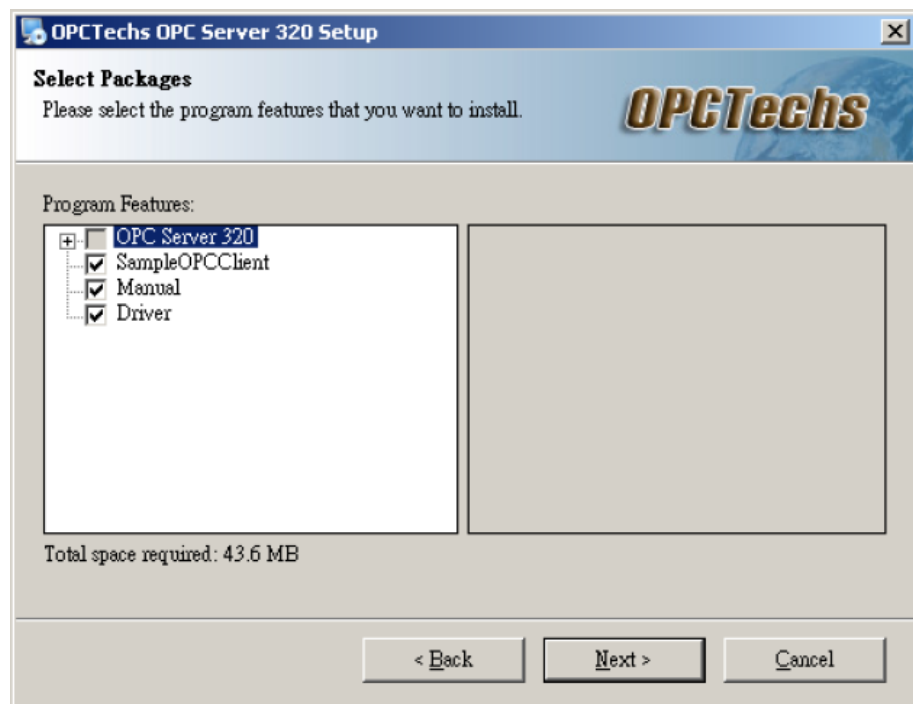 OPCTechs OPC Server 320 Setup
Select Packages
Please select the program features that you want to install.
OPCTechs
Program Features:
OPC Server 320
SampleOPCClient
Manual
Driver
Total space required: 43.6 MB
< Back
Next >
Cancel